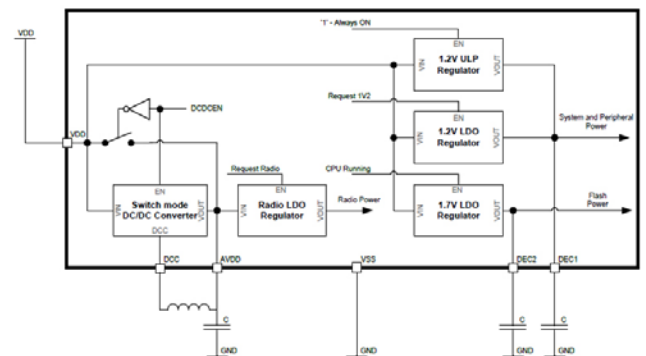 '1' - Always ON
VDD
EN
1.2V ULP
Regulator
VIN
VOUT
Request 1V2
DCDCEN
EN
1.2V LDO
Regulator
VIN
VOUT
System and Peripheral
Power
VDD
Request Radio
CPU Running
EN
Switch mode
DC/DC Converter
VIN
VOUT
DCC
EN
Radio LDO
Regulator
VIN
VOUT
Radio Power
EN
1.7V LDO
Regulator
VIN
VOUT
Flash
Power
DCC
AVDD
VSS
DEC2
DEC1
C
C
C
GND
GND
GND
GND